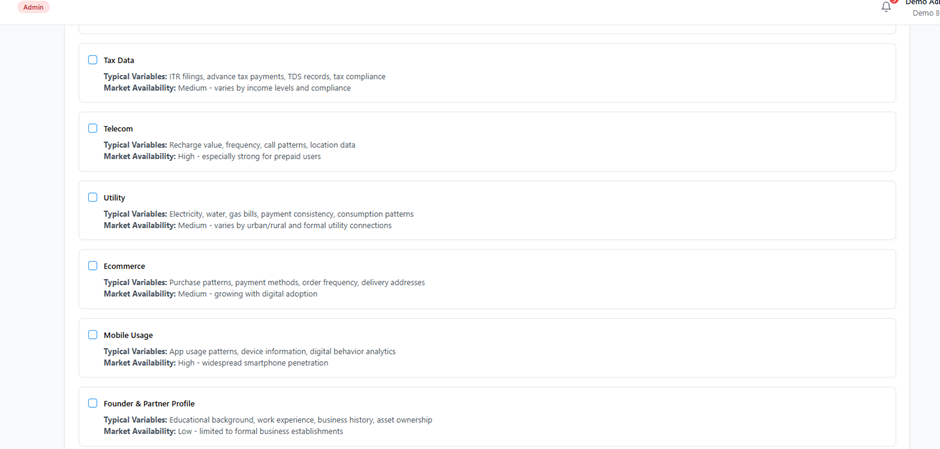 Admin
Demo
Demo
Tax Data
Typical Variables: ITR filings, advance tax payments, TDS records, tax compliance
Market Availability: Medium - varies by income levels and compliance
Telecom
Typical Variables: Recharge value, frequency, call patterns, location data
Market Availability: High - especially strong for prepaid users
Utility
Typical Variables: Electricity, water, gas bills, payment consistency, consumption patterns
Market Availability: Medium - varies by urban/rural and formal utility connections
Ecommerce
Typical Variables: Purchase patterns, payment methods, order frequency, delivery addresses
Market Availability: Medium - growing with digital adoption
Mobile Usage
Typical Variables: App usage patterns, device information, digital behavior analytics
Market Availability: High - widespread smartphone penetration
Founder & Partner Profile
Typical Variables: Educational background, work experience, business history, asset ownership
Market Availability: Low - limited to formal business establishments